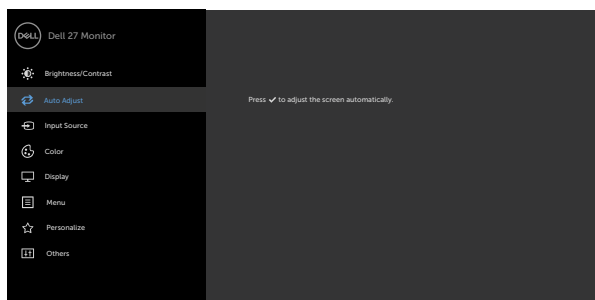 DELL
Dell 27 Monitor
Brightness/Contrast
Auto Adjust
Press ✓ to adjust the screen automatically.
Input Source
Color
Display
Menu
Personalize
Others